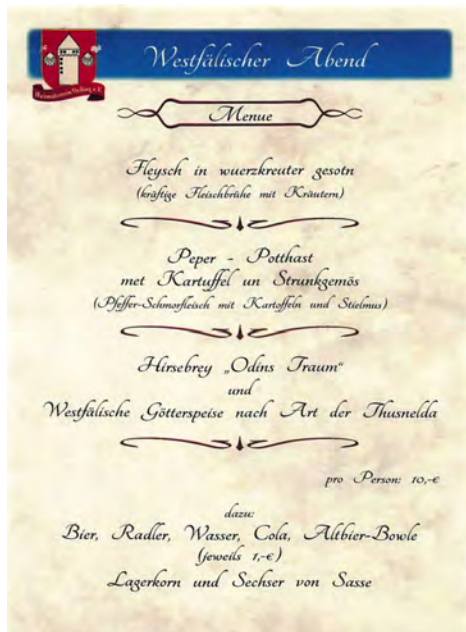 Westfälischer Abend
Menue
Fleysch in wuerzkreuter gesotn
(kräftige Fleischbrühe mit Kräutern)
Peper - Potthast
met Kartuffel un Strunkgemös
(Pfeffer-Schmorfleisch mit Kartoffeln und Stielmus)
Hirsebrey „Odins Traum“
und
Westfälische Götterspeise nach Art der Thusnelda
pro Person: 10,-€
dazu:
Bier, Radler, Wasser, Cola, Altbier-Bowle
(jeweils 1,-€)
Lagerkorn und Sechser von Sasse